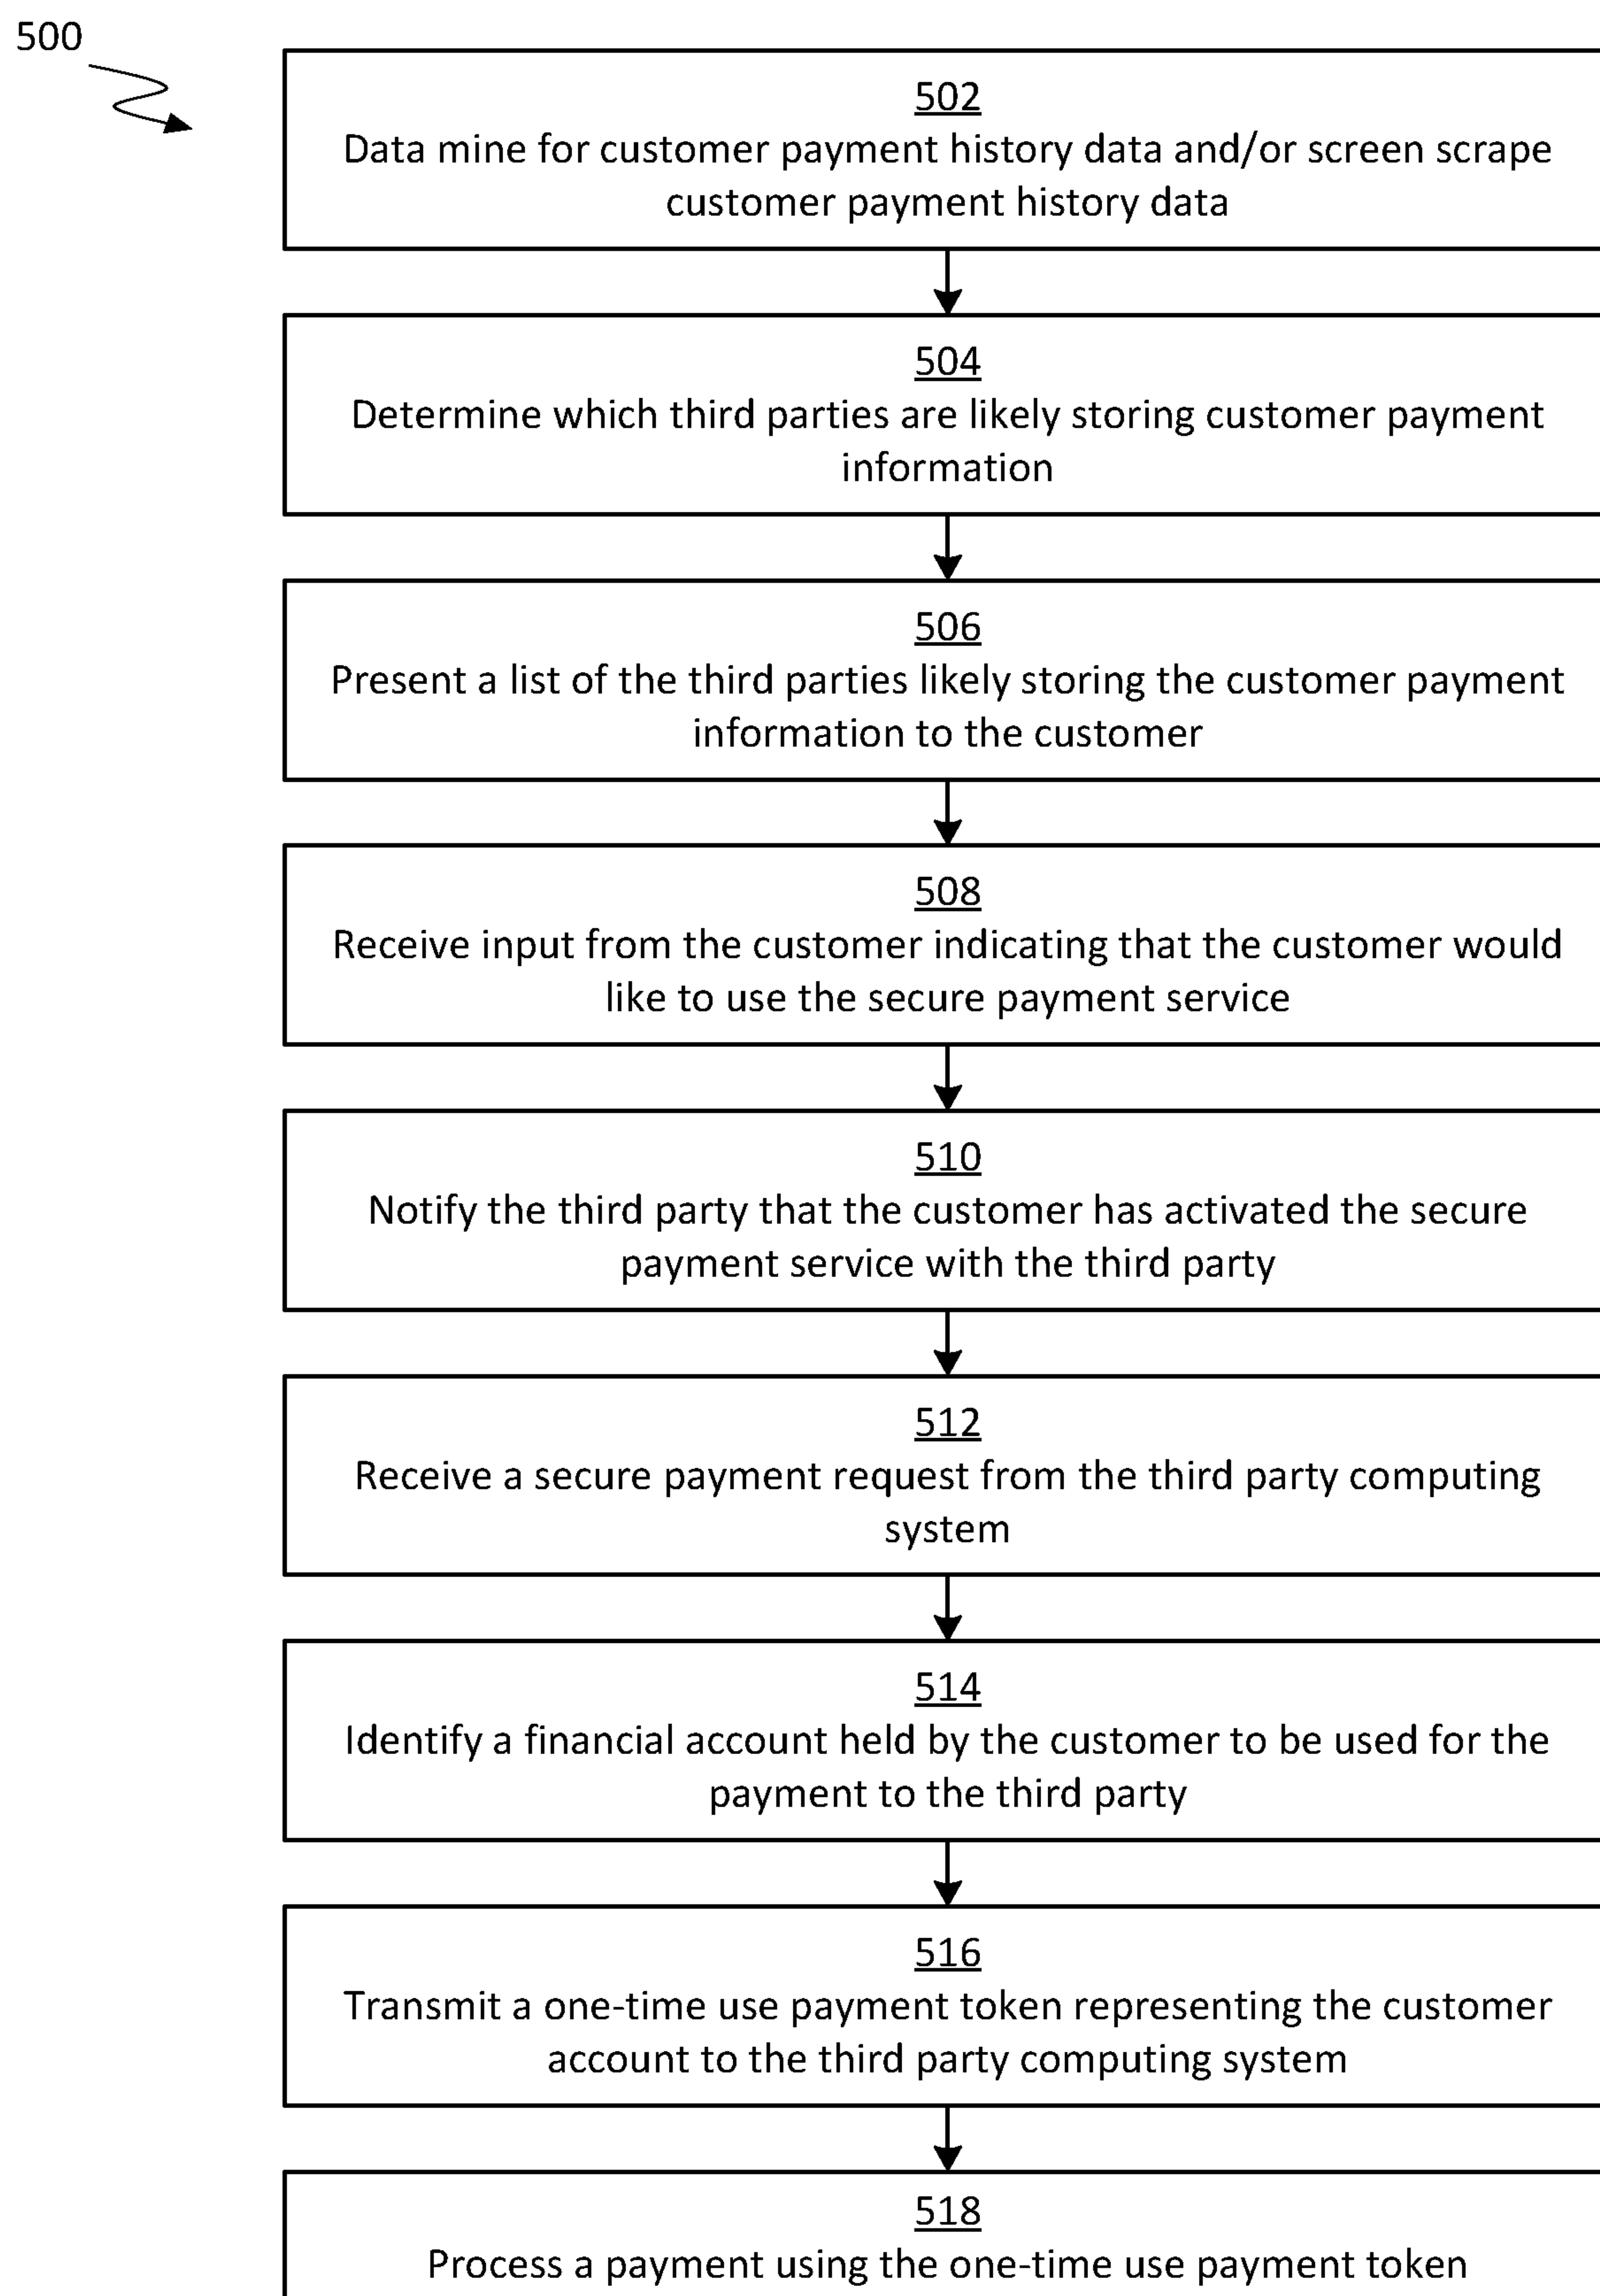 500
502
Data mine for customer payment history data and/or screen scrape
customer payment history data
504
Determine which third parties are likely storing customer payment
information
506
Present a list of the third parties likely storing the customer payment
information to the customer
508
Receive input from the customer indicating that the customer would
like to use the secure payment service
510
Notify the third party that the customer has activated the secure
payment service with the third party
512
Receive a secure payment request from the third party computing
system
514
Identify a financial account held by the customer to be used for the
payment to the third party
516
Transmit a one-time use payment token representing the customer
account to the third party computing system
518
Process a payment using the one-time use payment token